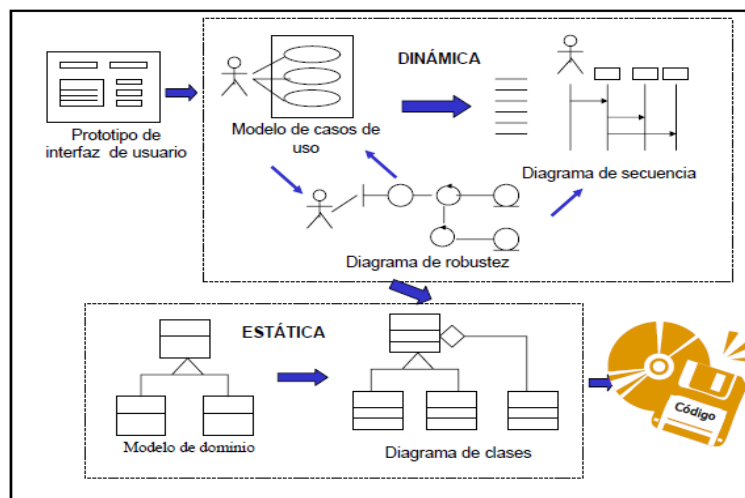 DINÁMICA
Prototipo de
interfaz de usuario
Modelo de casos de
uso
Diagrama de secuencia
Diagrama de robustez
ESTÁTICA
Código
Modelo de dominio
Diagrama de clases